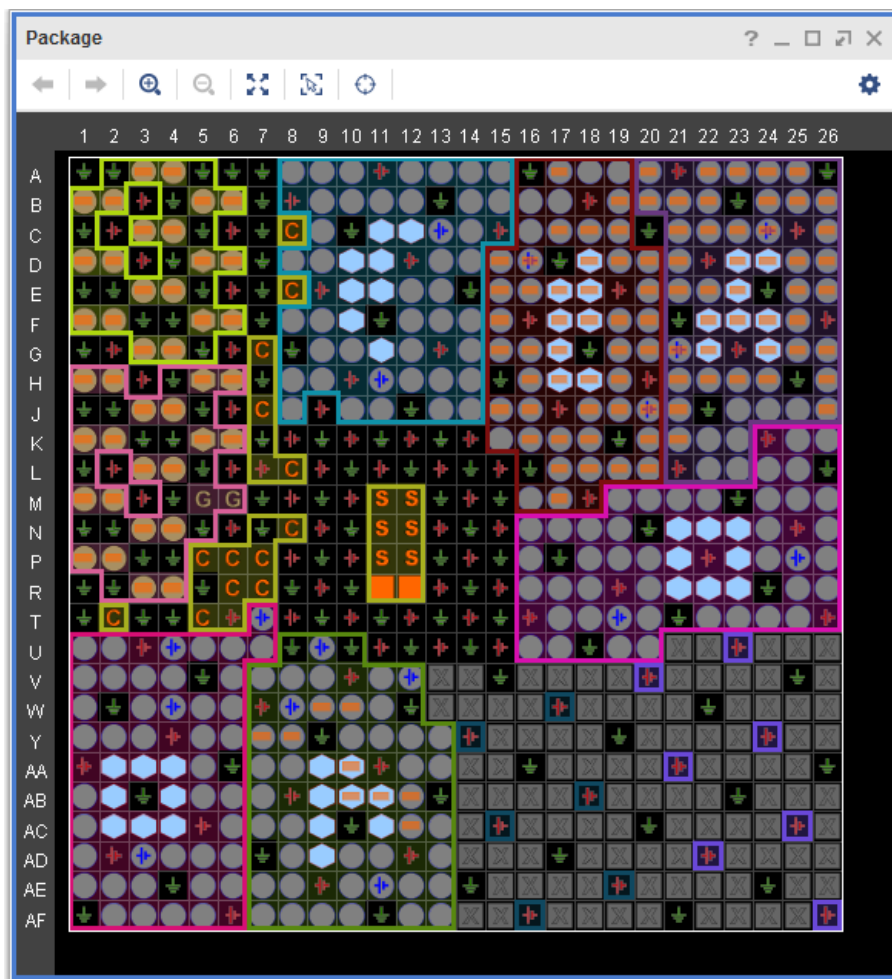 Package
?
1 2 3 4 5 6 7 8 9 10 11 12 13 14 15 16 17 18 19 20 21 22 23 24 25 26
A
B
C C
D
E C
F
G C
H
J C
K
L C
M G G S S
N C S S
P C C C S S
R C C
T C C
U X X X X X
V X X X X X X X X X X X
W X X X X X X X X X X X X
Y X X X X X X X X X X
AA X X X X X X X X X X
AB X X X X X X X X X X X
AC X X X X X X X X X X
AD X X X X X X X X X X X
AE X X X X X X X X X X
AF X X X X X X X X X X